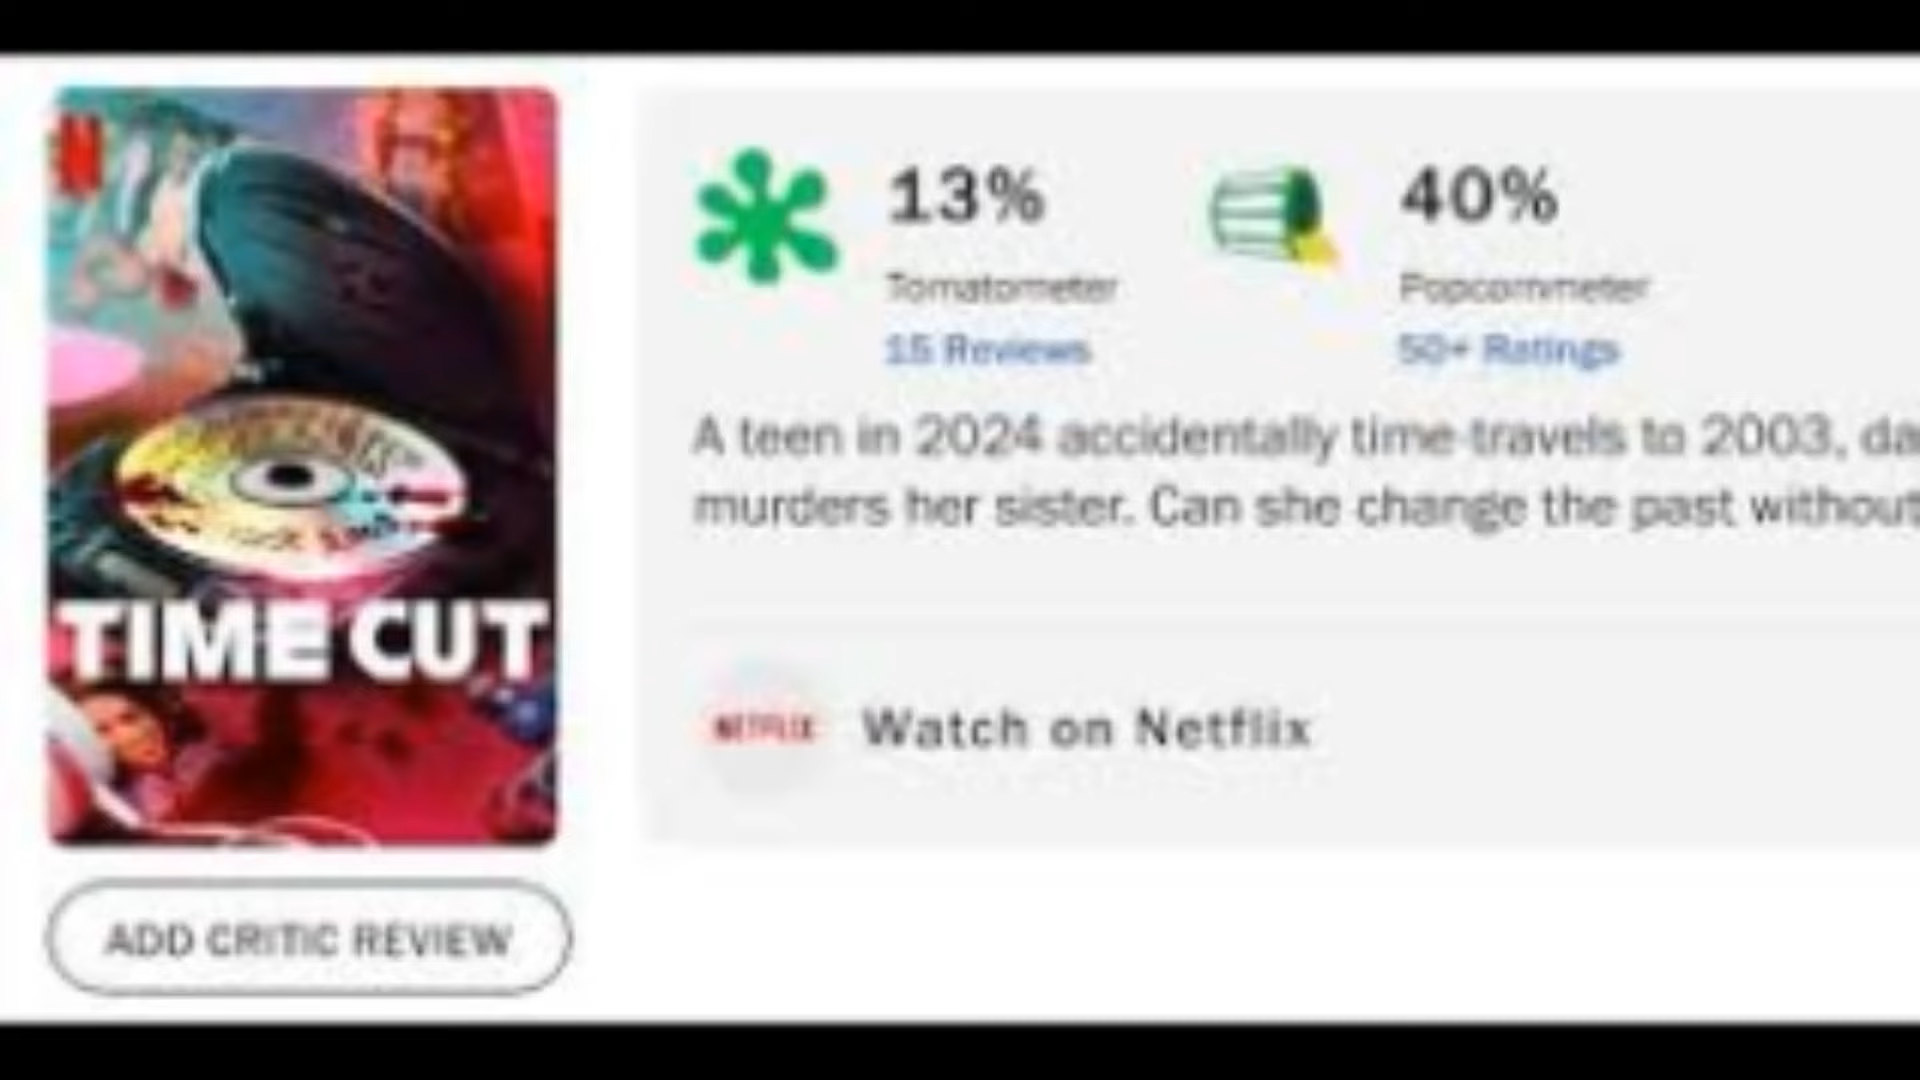 TIME CUT
ADD CRITIC REVIEW
13%
Tomatometer
15 Reviews
40%
Popcornmeter
50+ Ratings
A teen in 2024 accidentally time-travels to 2003, da
murders her sister. Can she change the past without
NETFLIX
Watch on Netflix